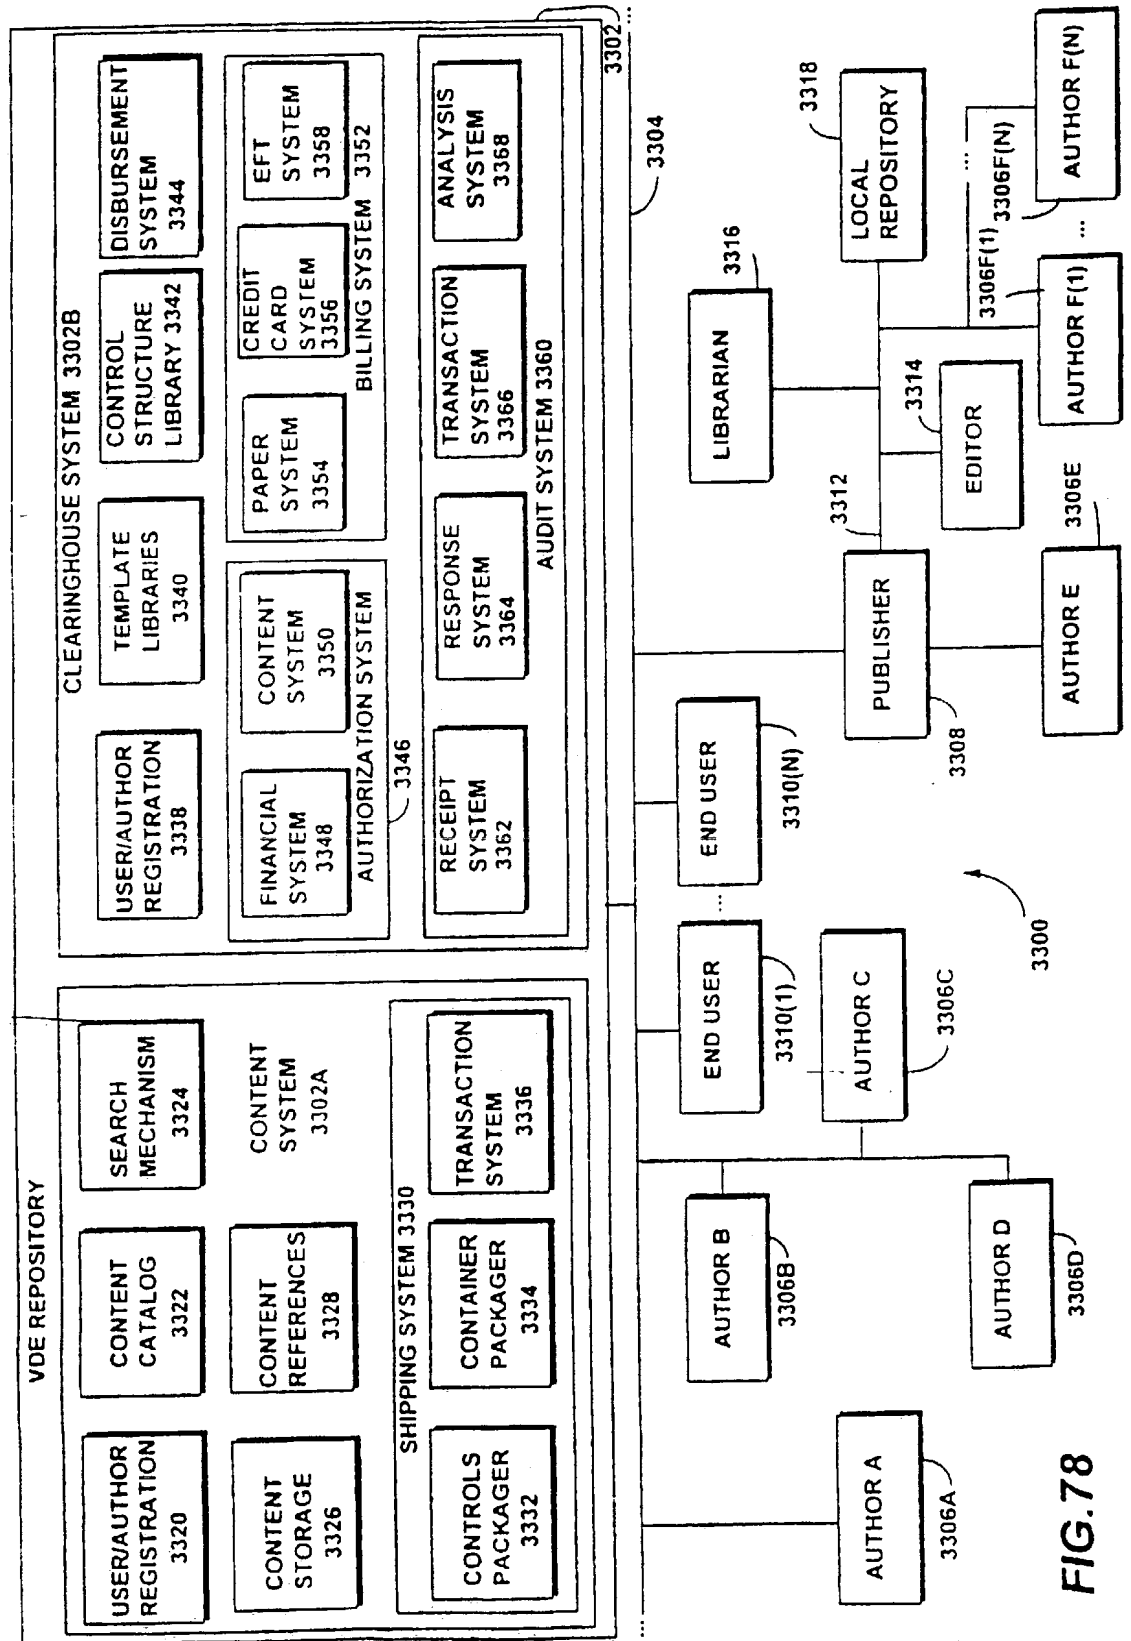 VDE REPOSITORY
USER/AUTHOR
REGISTRATION
3320
CONTENT
CATALOG
3322
SEARCH
MECHANISM
3324
CONTENT
STORAGE
3326
CONTENT
REFERENCES
3328
CONTENT
SYSTEM
3302A
SHIPPING SYSTEM 3330
CONTROLS
PACKAGER
3332
CONTAINER
PACKAGER
3334
TRANSACTION
SYSTEM
3336
CLEARINGHOUSE SYSTEM 3302B
USER/AUTHOR
REGISTRATION
3338
TEMPLATE
LIBRARIES
3340
CONTROL
STRUCTURE
LIBRARY 3342
DISBURSEMENT
SYSTEM
3344
FINANCIAL
SYSTEM
3348
CONTENT
SYSTEM
3350
AUTHORIZATION SYSTEM
3346
PAPER
SYSTEM
3354
CREDIT
CARD
SYSTEM
3356
EFT
SYSTEM
3358
BILLING SYSTEM 3352
RECEIPT
SYSTEM
3362
RESPONSE
SYSTEM
3364
TRANSACTION
SYSTEM
3366
ANALYSIS
SYSTEM
3368
AUDIT SYSTEM 3360
3302
...
...
3304
AUTHOR A
3306A
AUTHOR B
3306B
AUTHOR C
3306C
AUTHOR D
3306D
END USER
3310(1)
...
END USER
3310(N)
3300
PUBLISHER
3308
3312
AUTHOR E
3306E
LIBRARIAN
3316
EDITOR
3314
LOCAL
REPOSITORY
3318
AUTHOR F(1)
3306F(1)
...
...
AUTHOR F(N)
3306F(N)
FIG.78